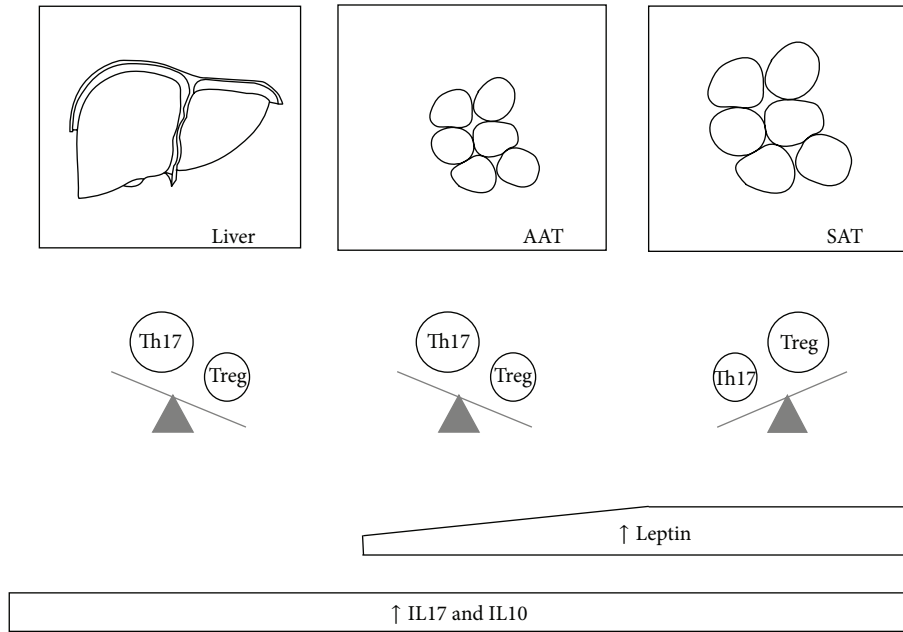 Liver
AAT
SAT
Th17
Treg
Th17
Treg
Th17
Treg
↑ Leptin
↑ IL17 and IL10